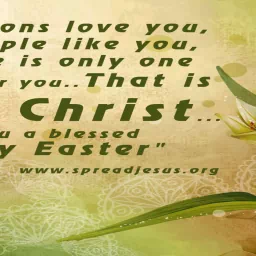 ons love you,
ple like you,
e is only one
r you..That is
Christ...
u a blessed
y Easter"
www.spreadjesus.org